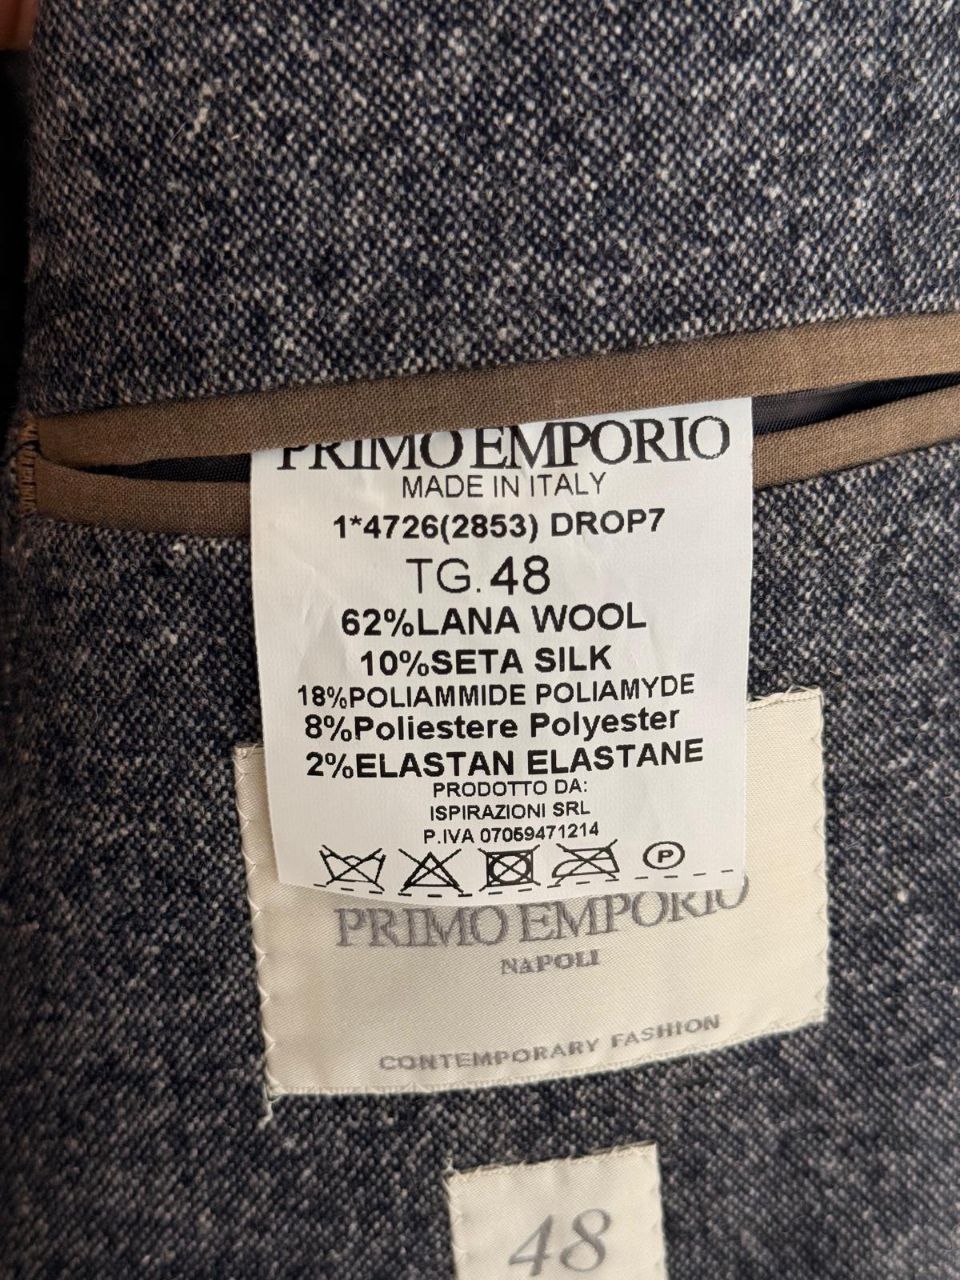 PRIMO EMPORIO
MADE IN ITALY
1*4726(2853) DROP7
TG. 48
62%LANA WOOL
10%SETA SILK
18%POLIAMMIDE POLIAMYDE
8%Poliestere Polyester
2%ELASTAN ELASTANE
PRODOTTO DA:
ISPIRAZIONI SRL
P.IVA 07059471214
P
PRIMO EMPORIO
NAPOLI
CONTEMPORARY FASHION
48